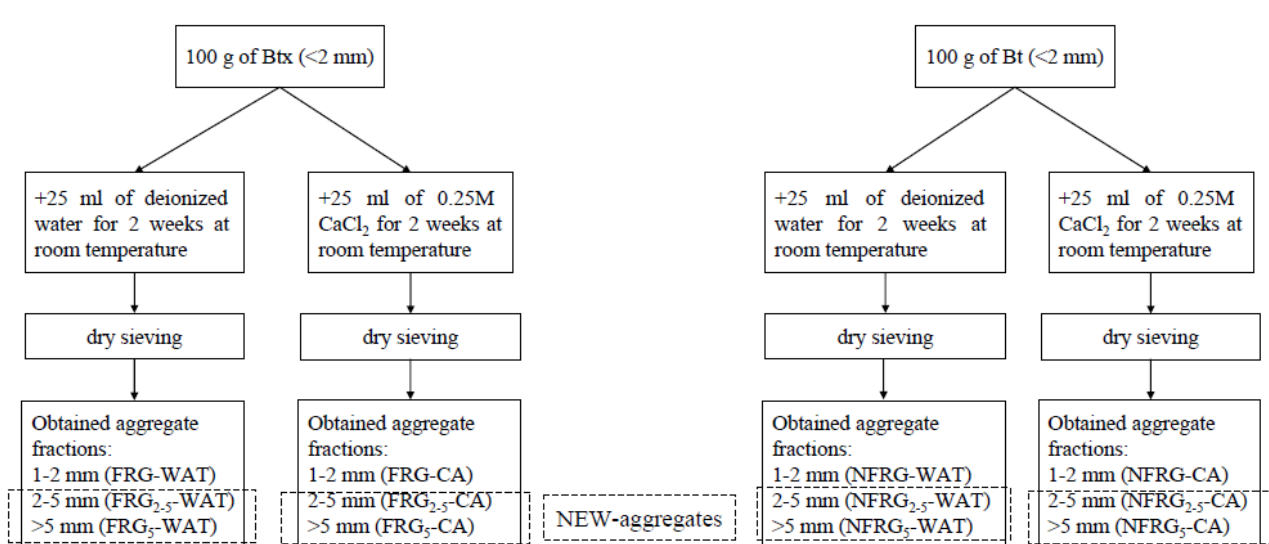 100 g of Btx (<2 mm)
100 g of Bt (<2 mm)
+25 ml of deionized
water for 2 weeks at
room temperature
+25 ml of 0.25M
CaCl₂ for 2 weeks at
room temperature
+25 ml of deionized
water for 2 weeks at
room temperature
+25 ml of 0.25M
CaCl₂ for 2 weeks at
room temperature
dry sieving
dry sieving
dry sieving
dry sieving
Obtained aggregate
fractions:
1-2 mm (FRG-WAT)
2-5 mm (FRG₂₋₅-WAT)
>5 mm (FRG₅-WAT)
Obtained aggregate
fractions:
1-2 mm (FRG-CA)
2-5 mm (FRG₂₋₅-CA)
>5 mm (FRG₅-CA)
NEW-aggregates
Obtained aggregate
fractions:
1-2 mm (NFRG-WAT)
2-5 mm (NFRG₂₋₅-WAT)
>5 mm (NFRG₅-WAT)
Obtained aggregate
fractions:
1-2 mm (NFRG-CA)
2-5 mm (NFRG₂₋₅-CA)
>5 mm (NFRG₅-CA)